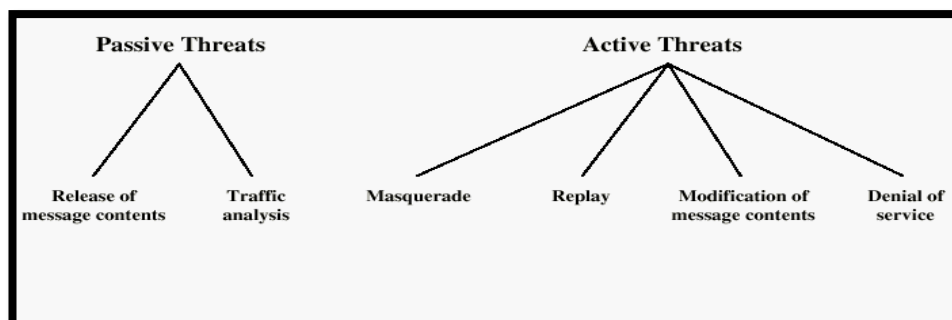 Passive Threats
Active Threats
Release of
message contents
Traffic
analysis
Masquerade
Replay
Modification of
message contents
Denial of
service